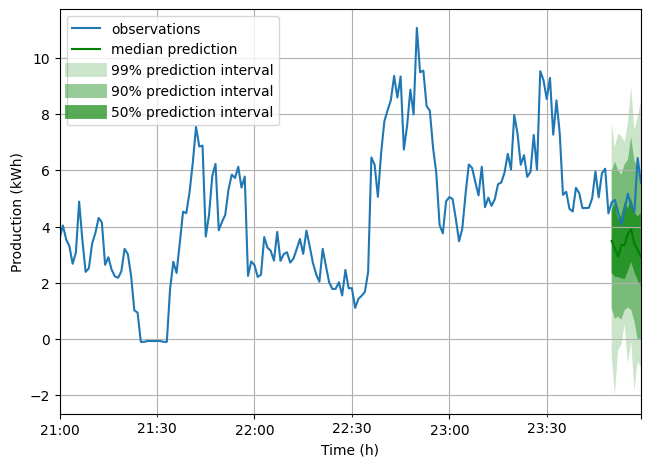 observations
median prediction
99% prediction interval
90% prediction interval
50% prediction interval
Production (kWh)
10
8
6
4
2
0
−2
21:00
21:30
22:00
22:30
23:00
23:30
Time (h)